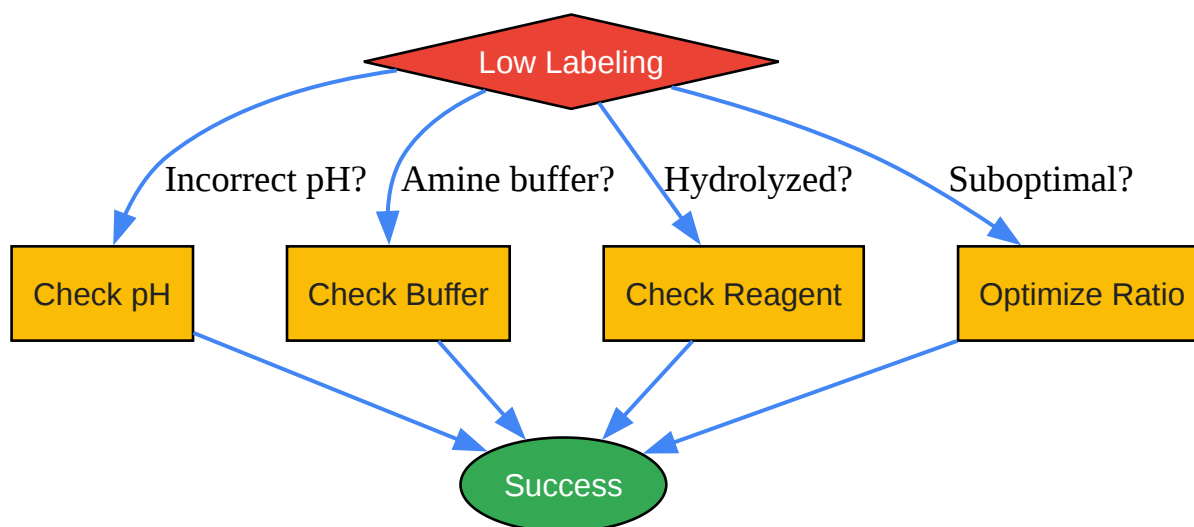 Low Labeling
Incorrect pH?
Amine buffer?
Hydrolyzed?
Suboptimal?
Check pH
Check Buffer
Check Reagent
Optimize Ratio
Success